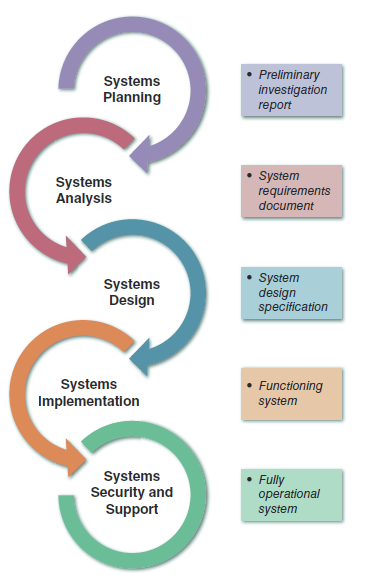 Systems
Planning
• Preliminary
investigation
report
Systems
Analysis
• System
requirements
document
Systems
Design
• System
design
specification
Systems
Implementation
• Functioning
system
Systems
Security and
Support
• Fully
operational
system